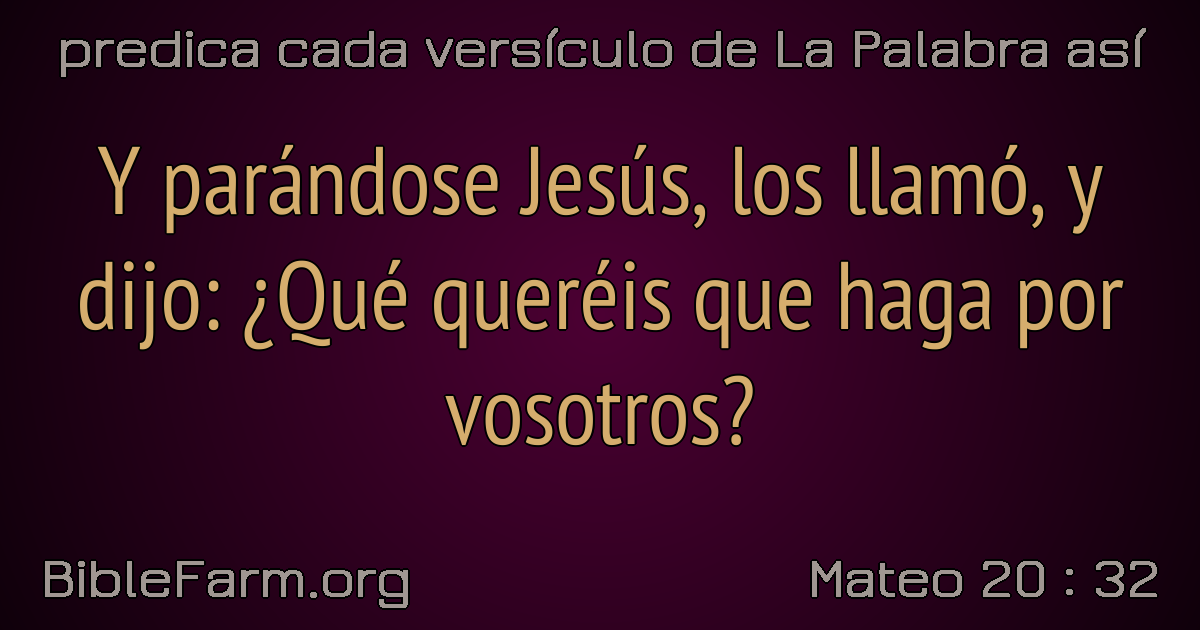 predica cada versículo de La Palabra así
Y parándose Jesús, los llamó, y
dijo: ¿Qué queréis que haga por
vosotros?
BibleFarm.org
Mateo 20 : 32